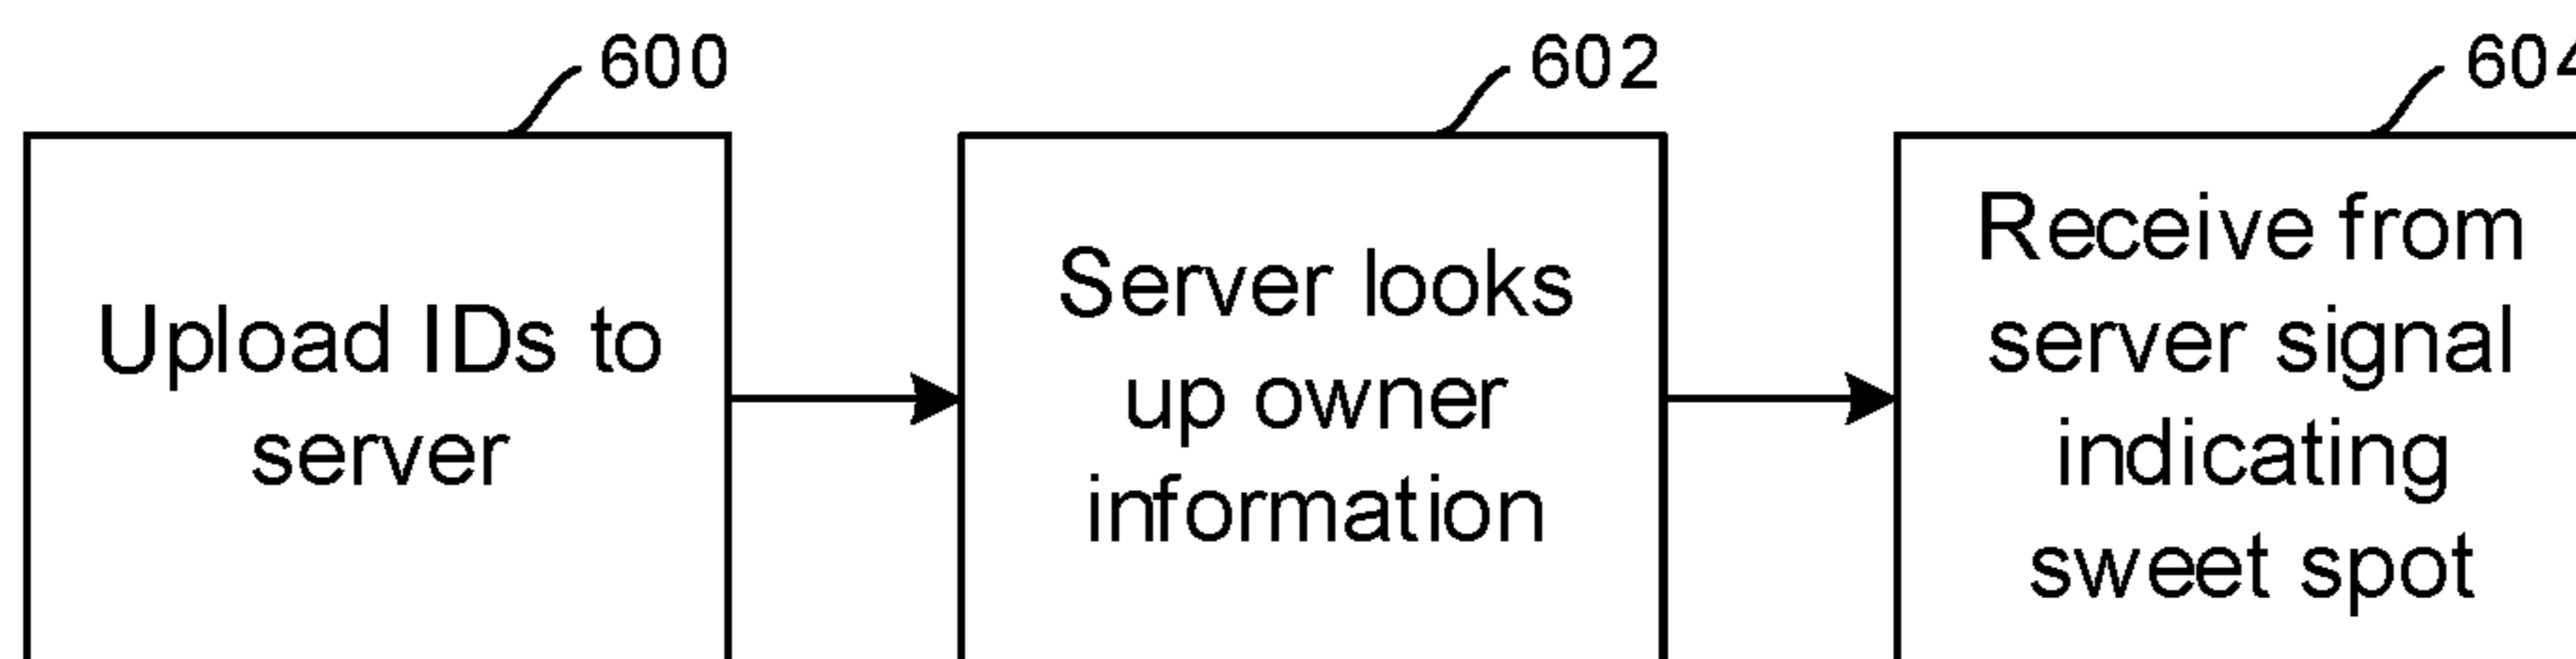 600
602
604
Upload IDs to
server
Server looks
up owner
information
Receive from
server signal
indicating
sweet spot